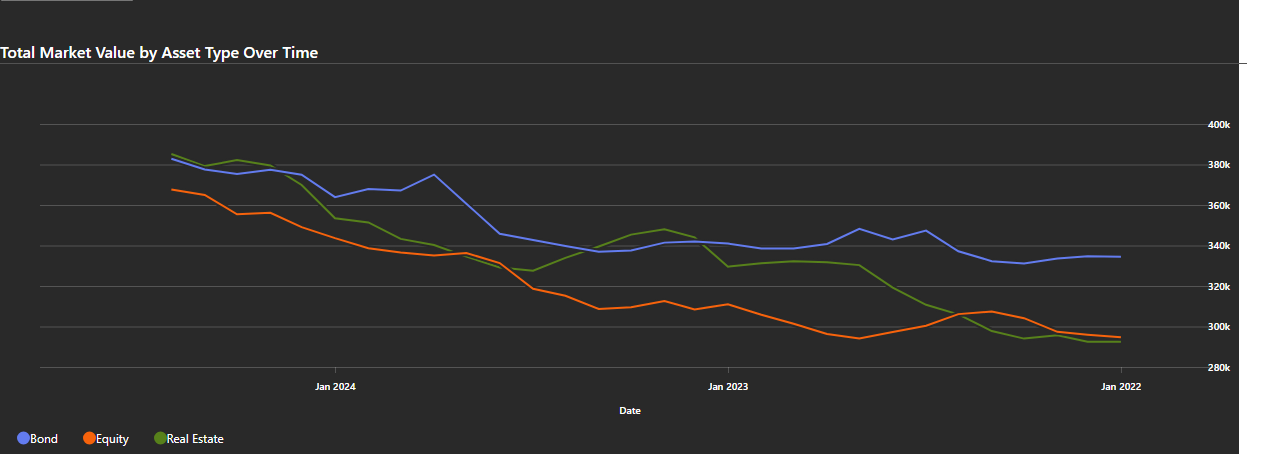 Total Market Value by Asset Type Over Time
400k
380k
360k
340k
320k
300k
280k
Jan 2024 Jan 2023 Jan 2022
Date
Bond Equity Real Estate